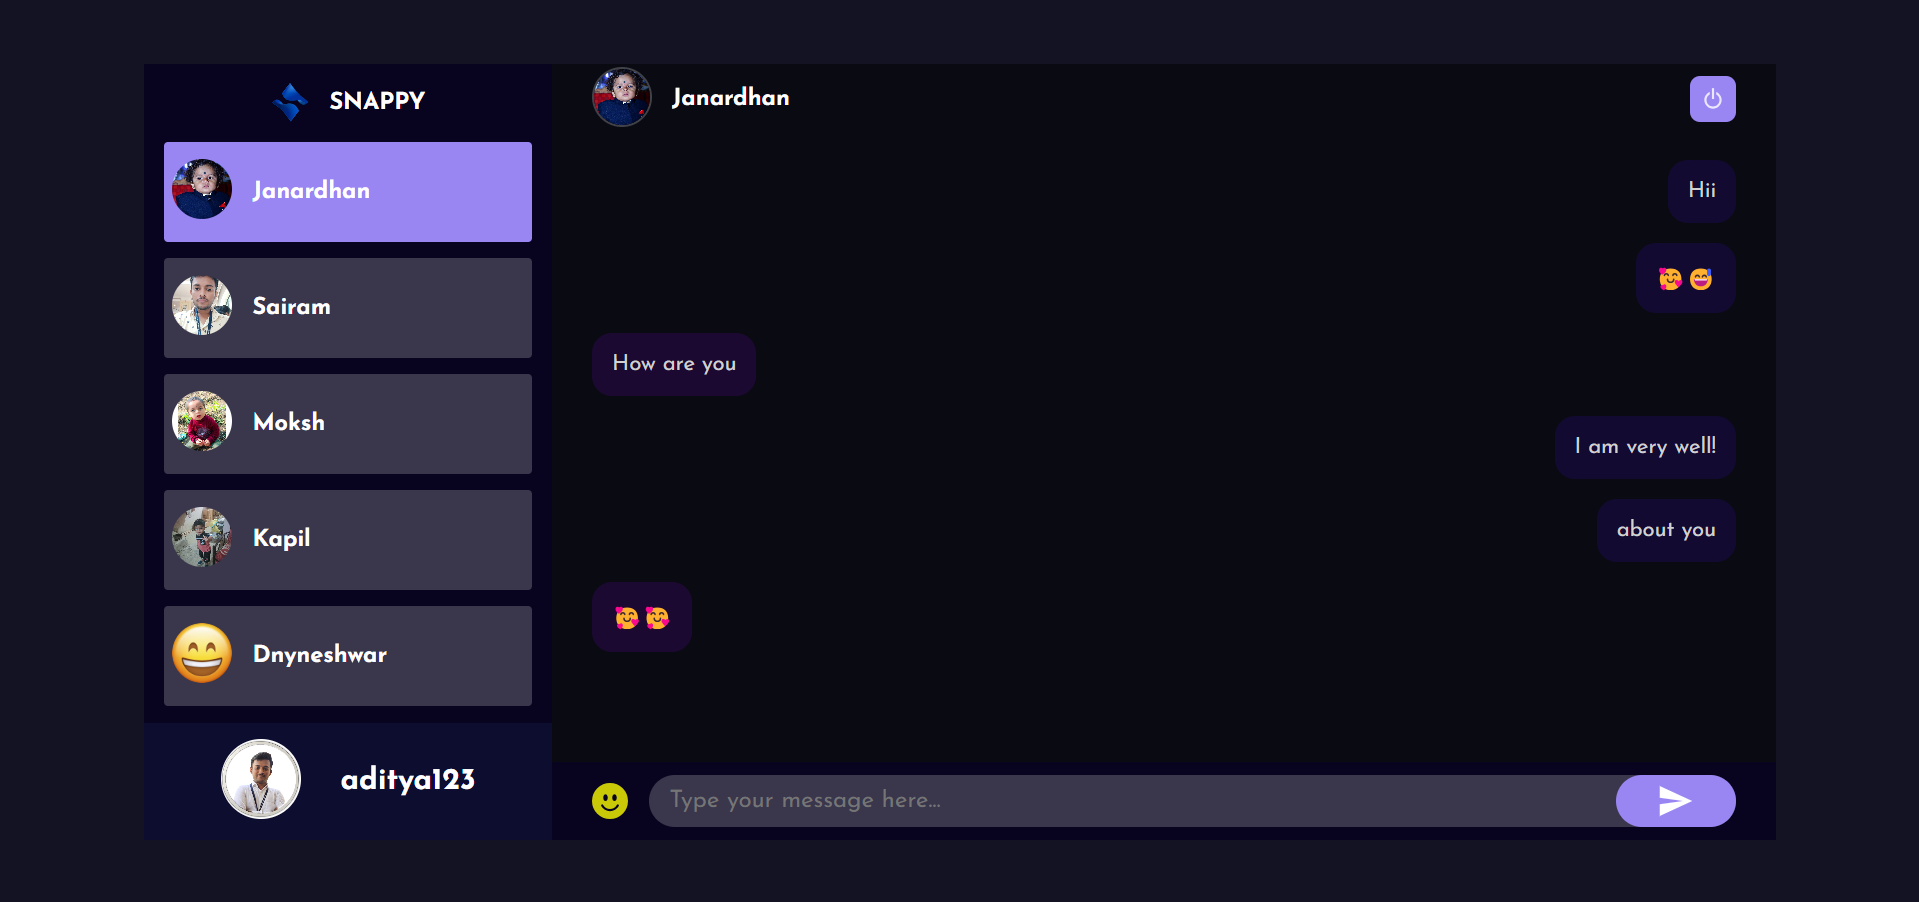 SNAPPY
Janardhan
Sairam
Moksh
Kapil
Dnyneshwar
aditya123
Janardhan
Hii
🥰😅
How are you
I am very well!
about you
🥰🥰
Type your message here...